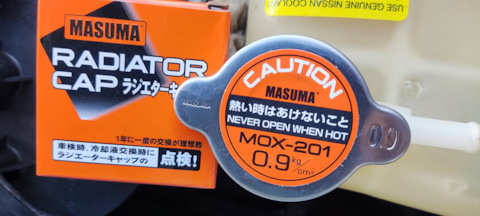 MASUMA
RADIATOR
CAP ラジエターキ
1年に一度の交換が理想的
車検時、冷却液交換時に
ラジエーターキャップの
点検!
CAUTION
MASUMA
熱い時はあけないこと
NEVER OPEN WHEN HOT
MOX-201
0.9 kg/cm²
MASUMA
USE GENUINE NISSAN COOLANT